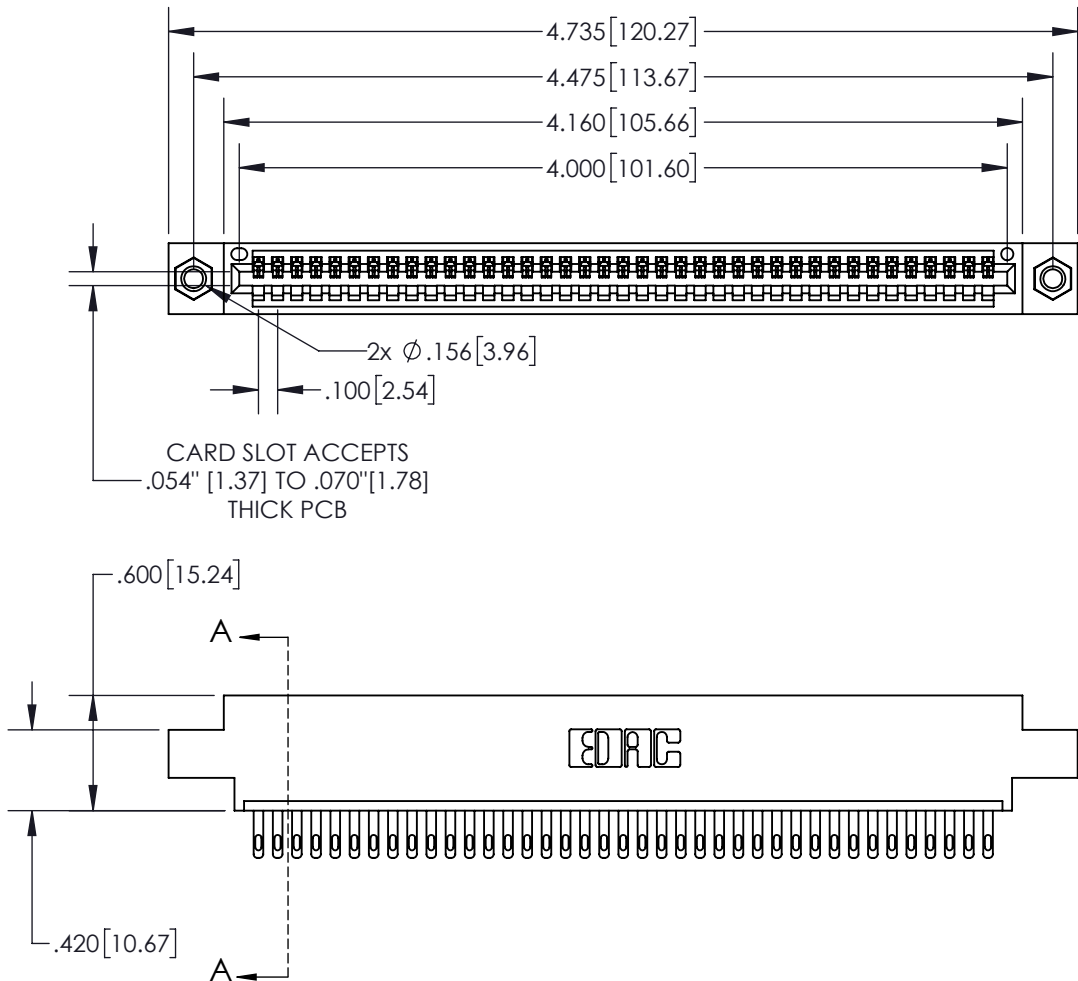 4.735[120.27]
4.475[113.67]
4.160[105.66]
4.000[101.60]
2x Ø.156[3.96]
.100[2.54]
CARD SLOT ACCEPTS
.054" [1.37] TO .070"[1.78]
THICK PCB
.600[15.24]
A
EDAC
.420[10.67]
A